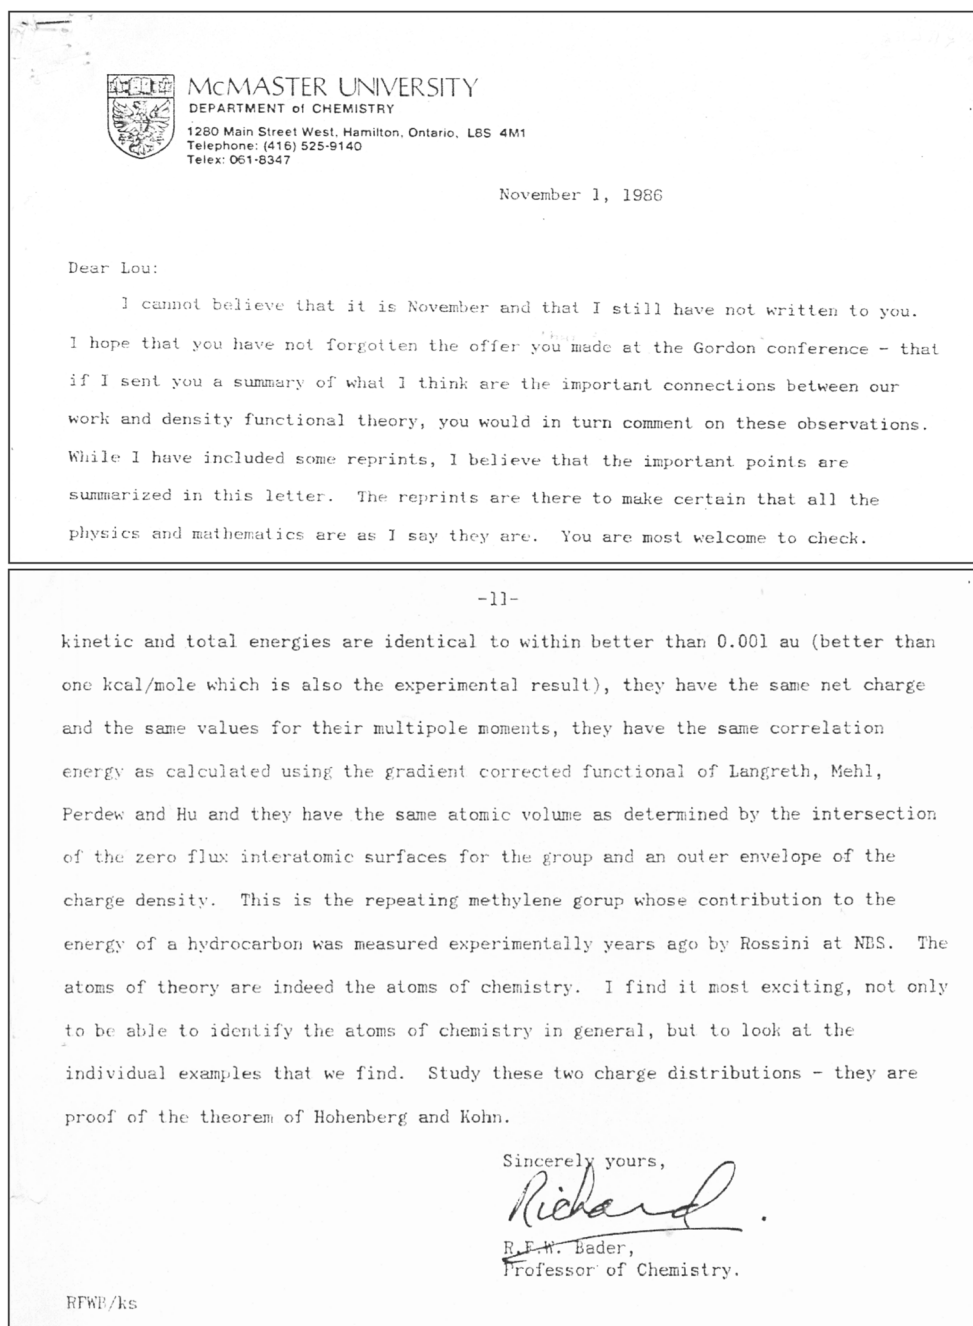 McMASTER UNIVERSITY
DEPARTMENT of CHEMISTRY
1280 Main Street West, Hamilton, Ontario, L8S 4M1
Telephone: (416) 525-9140
Telex: 061-8347
November 1, 1986
Dear Lou:
I cannot believe that it is November and that I still have not written to you.
I hope that you have not forgotten the offer you made at the Gordon conference - that
if I sent you a summary of what I think are the important connections between our
work and density functional theory, you would in turn comment on these observations.
While I have included some reprints, I believe that the important points are
summarized in this letter. The reprints are there to make certain that all the
physics and mathematics are as I say they are. You are most welcome to check.
-11-
kinetic and total energies are identical to within better than 0.001 au (better than
one kcal/mole which is also the experimental result), they have the same net charge
and the same values for their multipole moments, they have the same correlation
energy as calculated using the gradient corrected functional of Langreth, Mehl,
Perdew and Hu and they have the same atomic volume as determined by the intersection
of the zero flux interatomic surfaces for the group and an outer envelope of the
charge density. This is the repeating methylene gorup whose contribution to the
energy of a hydrocarbon was measured experimentally years ago by Rossini at NBS. The
atoms of theory are indeed the atoms of chemistry. I find it most exciting, not only
to be able to identify the atoms of chemistry in general, but to look at the
individual examples that we find. Study these two charge distributions - they are
proof of the theorem of Hohenberg and Kohn.
Sincerely yours,
Richard.
R.F.W. Bader,
Professor of Chemistry.
RFWB/ks